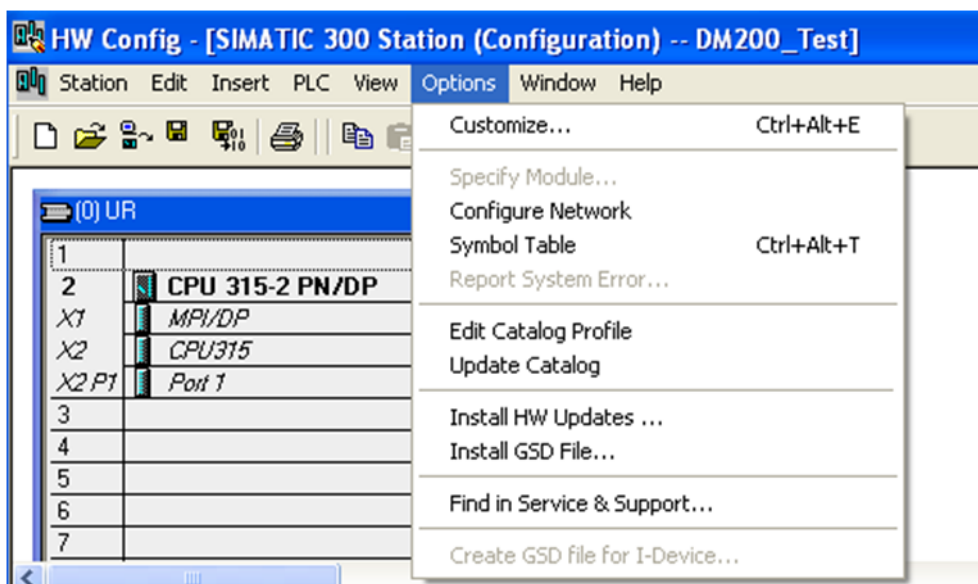 HW Config - [SIMATIC 300 Station (Configuration) -- DM200_Test]
Station Edit Insert PLC View Options Window Help
Customize... Ctrl+Alt+E
Specify Module...
Configure Network
Symbol Table Ctrl+Alt+T
Report System Error...
Edit Catalog Profile
Update Catalog
Install HW Updates ...
Install GSD File...
Find in Service & Support...
Create GSD file for I-Device...
(0) UR
1
2 CPU 315-2 PN/DP
X1 MPI/DP
X2 CPU315
X2 P1 Port 1
3
4
5
6
7